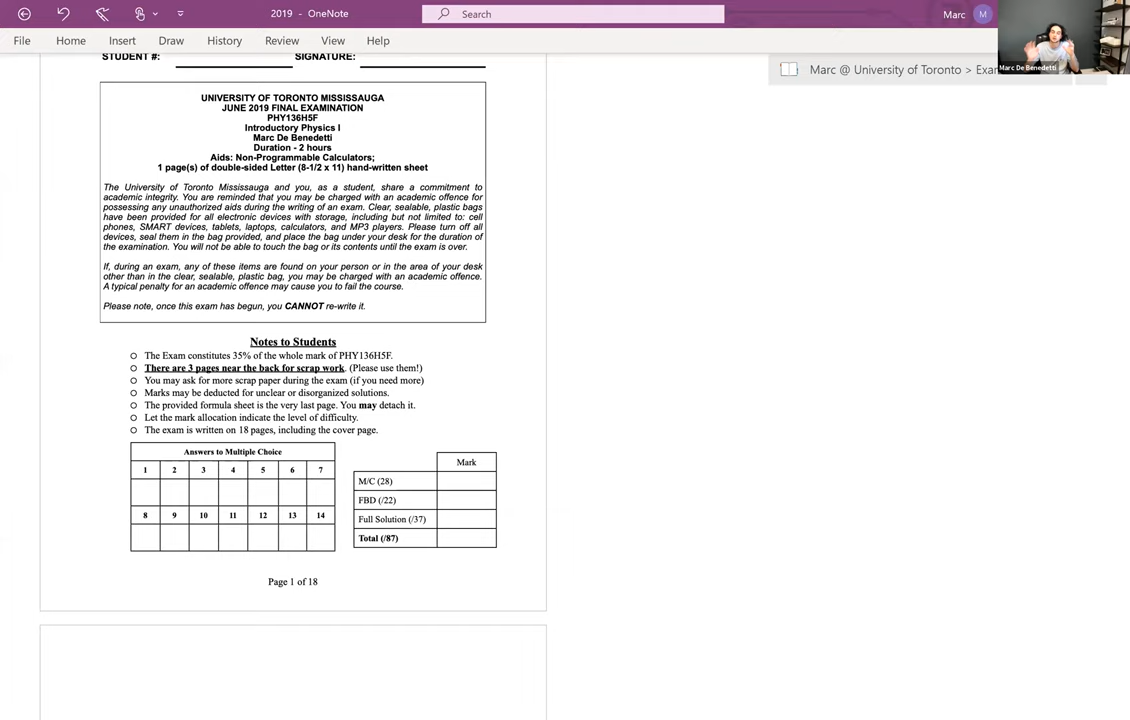 2019 - OneNote
Search
Marc
M
File Home Insert Draw History Review View Help
Marc De Benedetti
Marc @ University of Toronto > Exam
STUDENT #: SIGNATURE:
UNIVERSITY OF TORONTO MISSISSAUGA
JUNE 2019 FINAL EXAMINATION
PHY136H5F
Introductory Physics I
Marc De Benedetti
Duration - 2 hours
Aids: Non-Programmable Calculators;
1 page(s) of double-sided Letter (8-1/2 x 11) hand-written sheet
The University of Toronto Mississauga and you, as a student, share a commitment to
academic integrity. You are reminded that you may be charged with an academic offence for
possessing any unauthorized aids during the writing of an exam. Clear, sealable, plastic bags
have been provided for all electronic devices with storage, including but not limited to: cell
phones, SMART devices, tablets, laptops, calculators, and MP3 players. Please turn off all
devices, seal them in the bag provided, and place the bag under your desk for the duration of
the examination. You will not be able to touch the bag or its contents until the exam is over.
If, during an exam, any of these items are found on your person or in the area of your desk
other than in the clear, sealable, plastic bag, you may be charged with an academic offence.
A typical penalty for an academic offence may cause you to fail the course.
Please note, once this exam has begun, you CANNOT re-write it.
Notes to Students
The Exam constitutes 35% of the whole mark of PHY136H5F.
There are 3 pages near the back for scrap work. (Please use them!)
You may ask for more scrap paper during the exam (if you need more)
Marks may be deducted for unclear or disorganized solutions.
The provided formula sheet is the very last page. You may detach it.
Let the mark allocation indicate the level of difficulty.
The exam is written on 18 pages, including the cover page.
Answers to Multiple Choice
1 2 3 4 5 6 7
8 9 10 11 12 13 14
Mark
M/C (28)
FBD (/22)
Full Solution (/37)
Total (/87)
Page 1 of 18